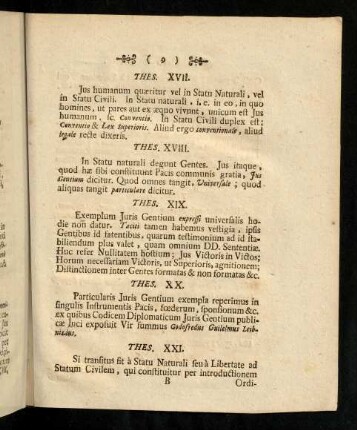 ( 9 )
THES. XVII.
Jus humanum quæritur vel in Statu Naturali, vel
in Statu Civili. In Statu naturali, i. e. in eo, in quo
homines, ut pares aut ex æquo vivunt, unicum est Jus
humanum, sc. Conventio. In Statu Civili duplex est;
Conventio & Lex Superioris. Aliud ergo conventionale, aliud
legale recte dixeris.
THES. XVIII.
In Statu naturali degunt Gentes. Jus itaque,
quod hæ sibi constituunt Pacis communis gratia, Jus
Gentium dicitur. Quod omnes tangit, Universale; quod
aliquas tangit particulare dicitur.
THES. XIX.
Exemplum Juris Gentium expressi universalis ho-
die non datur. Taciti tamen habemus vestigia, ipsis
Gentibus id fatentibus, quarum testimonium ad id sta-
biliendum plus valet, quam omnium DD. Sententiæ.
Huc refer Nullitatem hostium; Jus Victoris in Victos;
Horum necessariam Victoris, ut Superioris, agnitionem;
Distinctionem inter Gentes formatas & non formatas &c.
THES. XX.
Particularis Juris Gentium exempla reperimus in
singulis Instrumentis Pacis, fœderum, sponsionum &c.
ex quibus Codicem Diplomaticum Juris Gentium publi-
cæ luci exposuit Vir summus Godofredus Guilielmus Leib-
nizius.
THES. XXI.
Si transitus fit à Statu Naturali seu à Libertate ad
Statum Civilem, qui constituitur per introductionem
B Ordi-